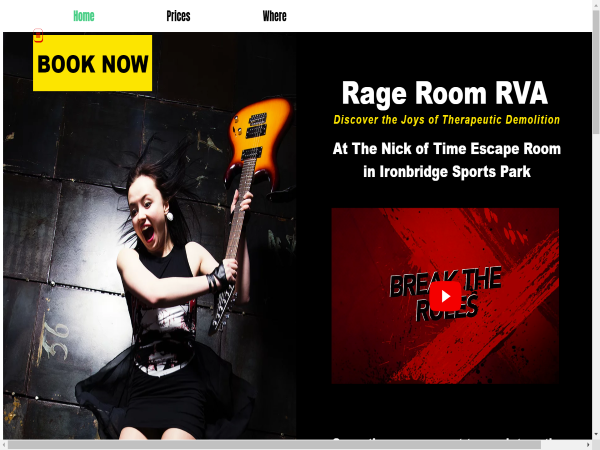 Home Prices Where
BOOK NOW
Rage Room RVA
Discover the Joys of Therapeutic Demolition
At The Nick of Time Escape Room
in Ironbridge Sports Park
BREAK THE
RULES
36